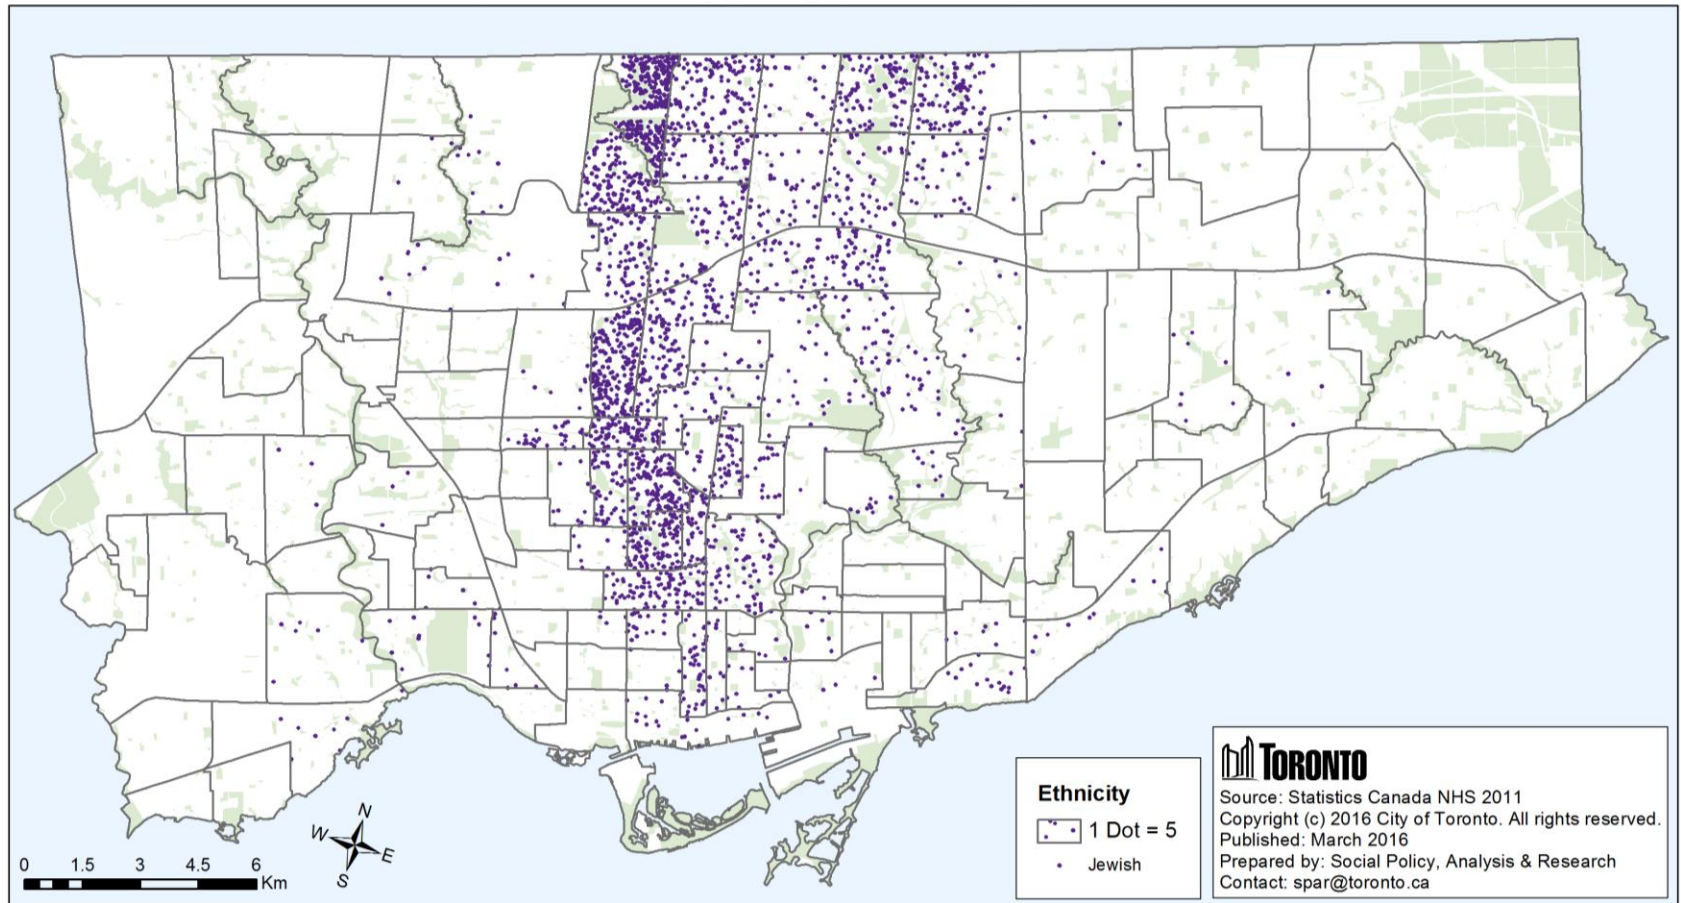 Ethnicity
1 Dot = 5
Jewish
TORONTO
Source: Statistics Canada NHS 2011
Copyright (c) 2016 City of Toronto. All rights reserved.
Published: March 2016
Prepared by: Social Policy, Analysis & Research
Contact: spar@toronto.ca
N
W
E
S
0 1.5 3 4.5 6
Km